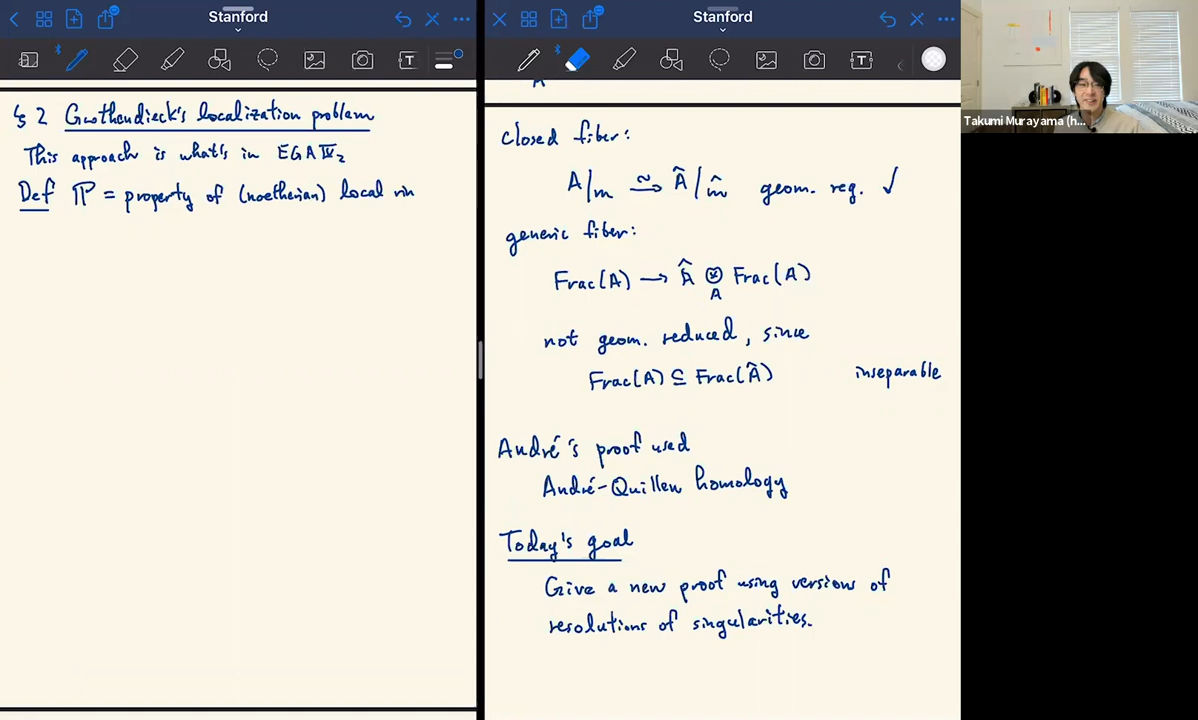 Stanford
§2 Grothendieck's localization problem
This approach is what's in EGA IV₂
Def ℙ = property of (noetherian) local rin
Stanford
A
closed fiber:
A/m ⥲ Â/m̂ geom. reg. ✓
generic fiber:
Frac(A) → Â ⊗_A Frac(A)
not geom. reduced, since
Frac(A) ⊆ Frac(Â) inseparable
André's proof used
André-Quillen homology
Today's goal
Give a new proof using versions of
resolutions of singularities.
Takumi Murayama (h...